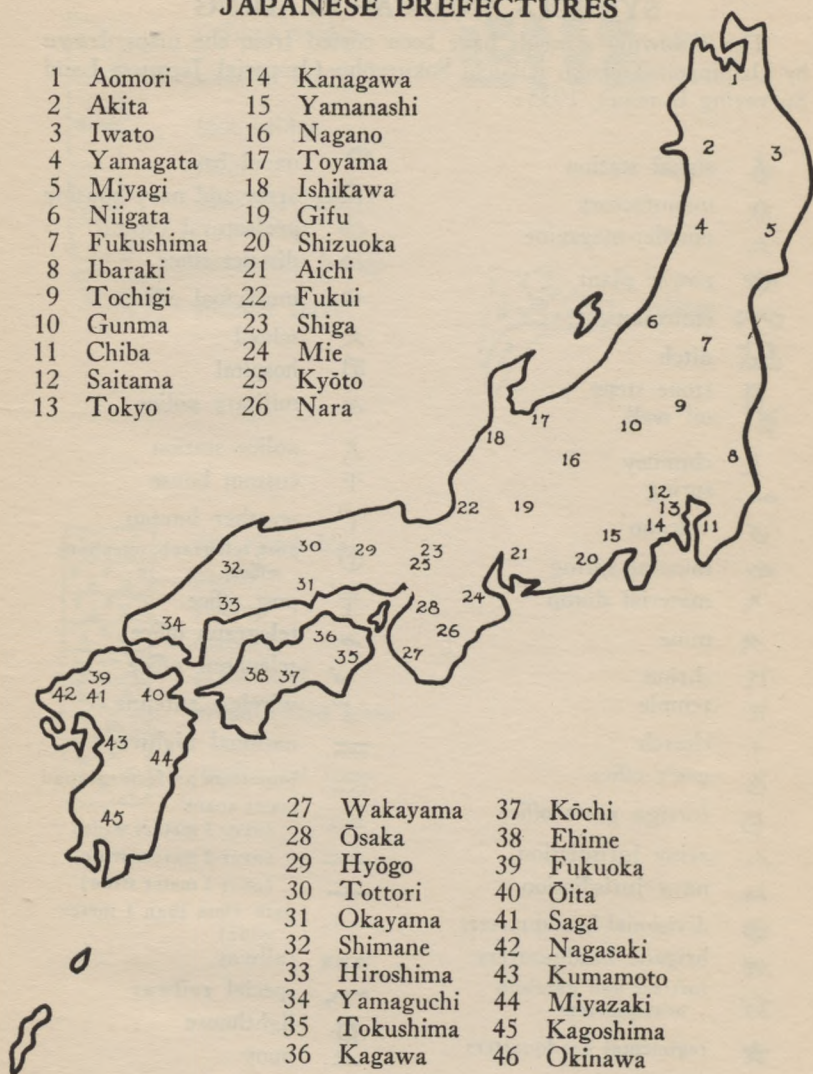 JAPANESE PREFECTURES
1 Aomori 14 Kanagawa
2 Akita 15 Yamanashi
3 Iwato 16 Nagano
4 Yamagata 17 Toyama
5 Miyagi 18 Ishikawa
6 Niigata 19 Gifu
7 Fukushima 20 Shizuoka
8 Ibaraki 21 Aichi
9 Tochigi 22 Fukui
10 Gunma 23 Shiga
11 Chiba 24 Mie
12 Saitama 25 Kyōto
13 Tokyo 26 Nara
1
2 3
4 5
6
7
9
17 10
18
16 8
12
22 19 13
14 11
15
30 29 23 21 20
32 25
31
33 28 24
34 36 26
35 27
39 38 37
42 41 40
43
44
45
27 Wakayama 37 Kōchi
28 Ōsaka 38 Ehime
29 Hyōgo 39 Fukuoka
30 Tottori 40 Ōita
31 Okayama 41 Saga
32 Shimane 42 Nagasaki
33 Hiroshima 43 Kumamoto
34 Yamaguchi 44 Miyazaki
35 Tokushima 45 Kagoshima
36 Kagawa 46 Okinawa